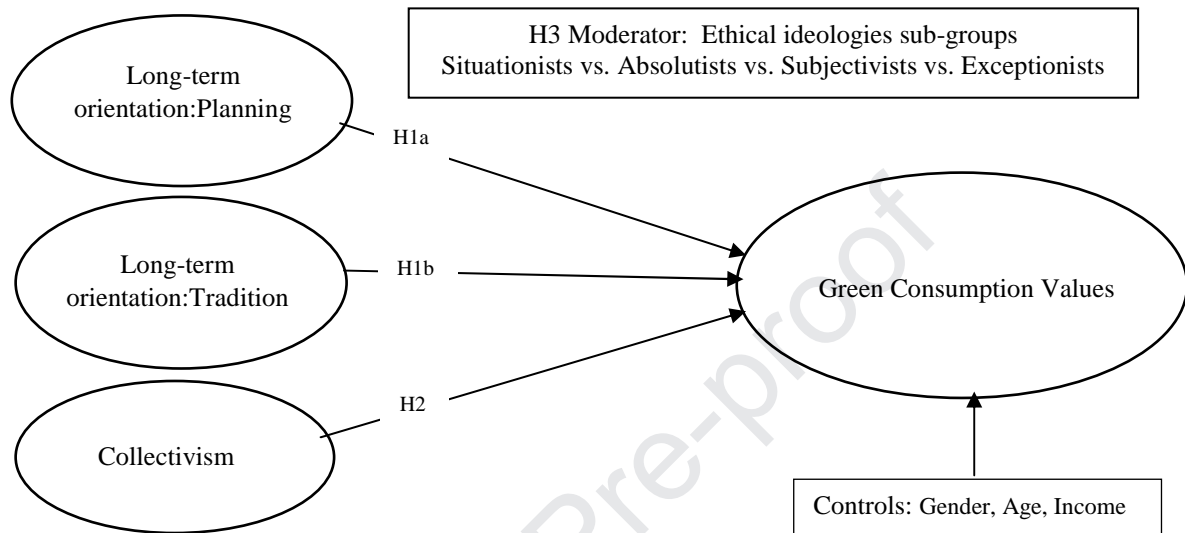 H3 Moderator: Ethical ideologies sub-groups
Situationists vs. Absolutists vs. Subjectivists vs. Exceptionists
Long-term
orientation:Planning
H1a
Long-term
orientation:Tradition
H1b
Green Consumption Values
H2
Collectivism
Controls: Gender, Age, Income
Pre-proof